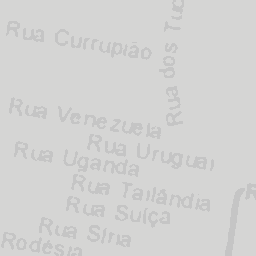 Rua Currupião
Rua dos Tuc
Rua Venezuela
Rua Uruguai
Rua Uganda
Rua Tailândia
Rua Suíça
Rua Síria
Rodésia
R